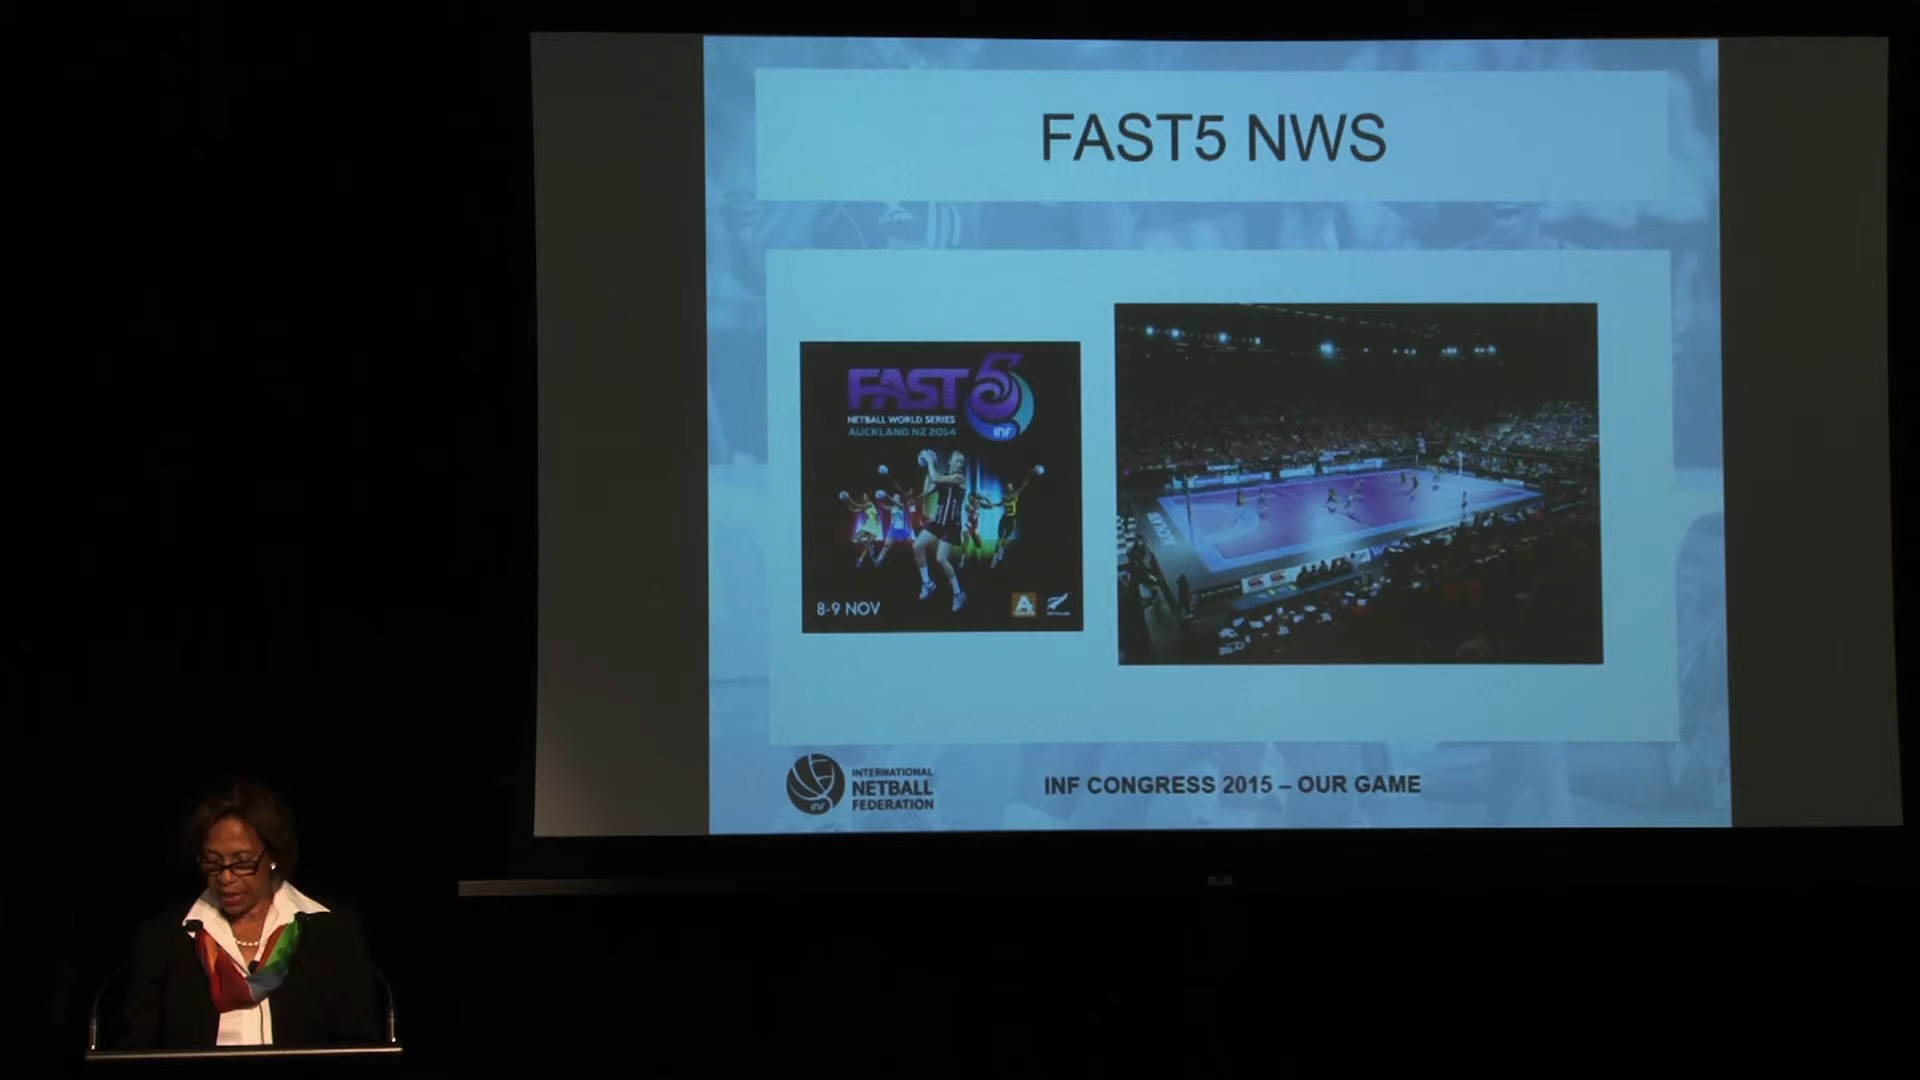 FAST5 NWS
FAST5
NETBALL WORLD SERIES
AUCKLAND NZ 2014
INF
8-9 NOV
A
INTERNATIONAL
NETBALL
FEDERATION
INF
INF CONGRESS 2015 – OUR GAME